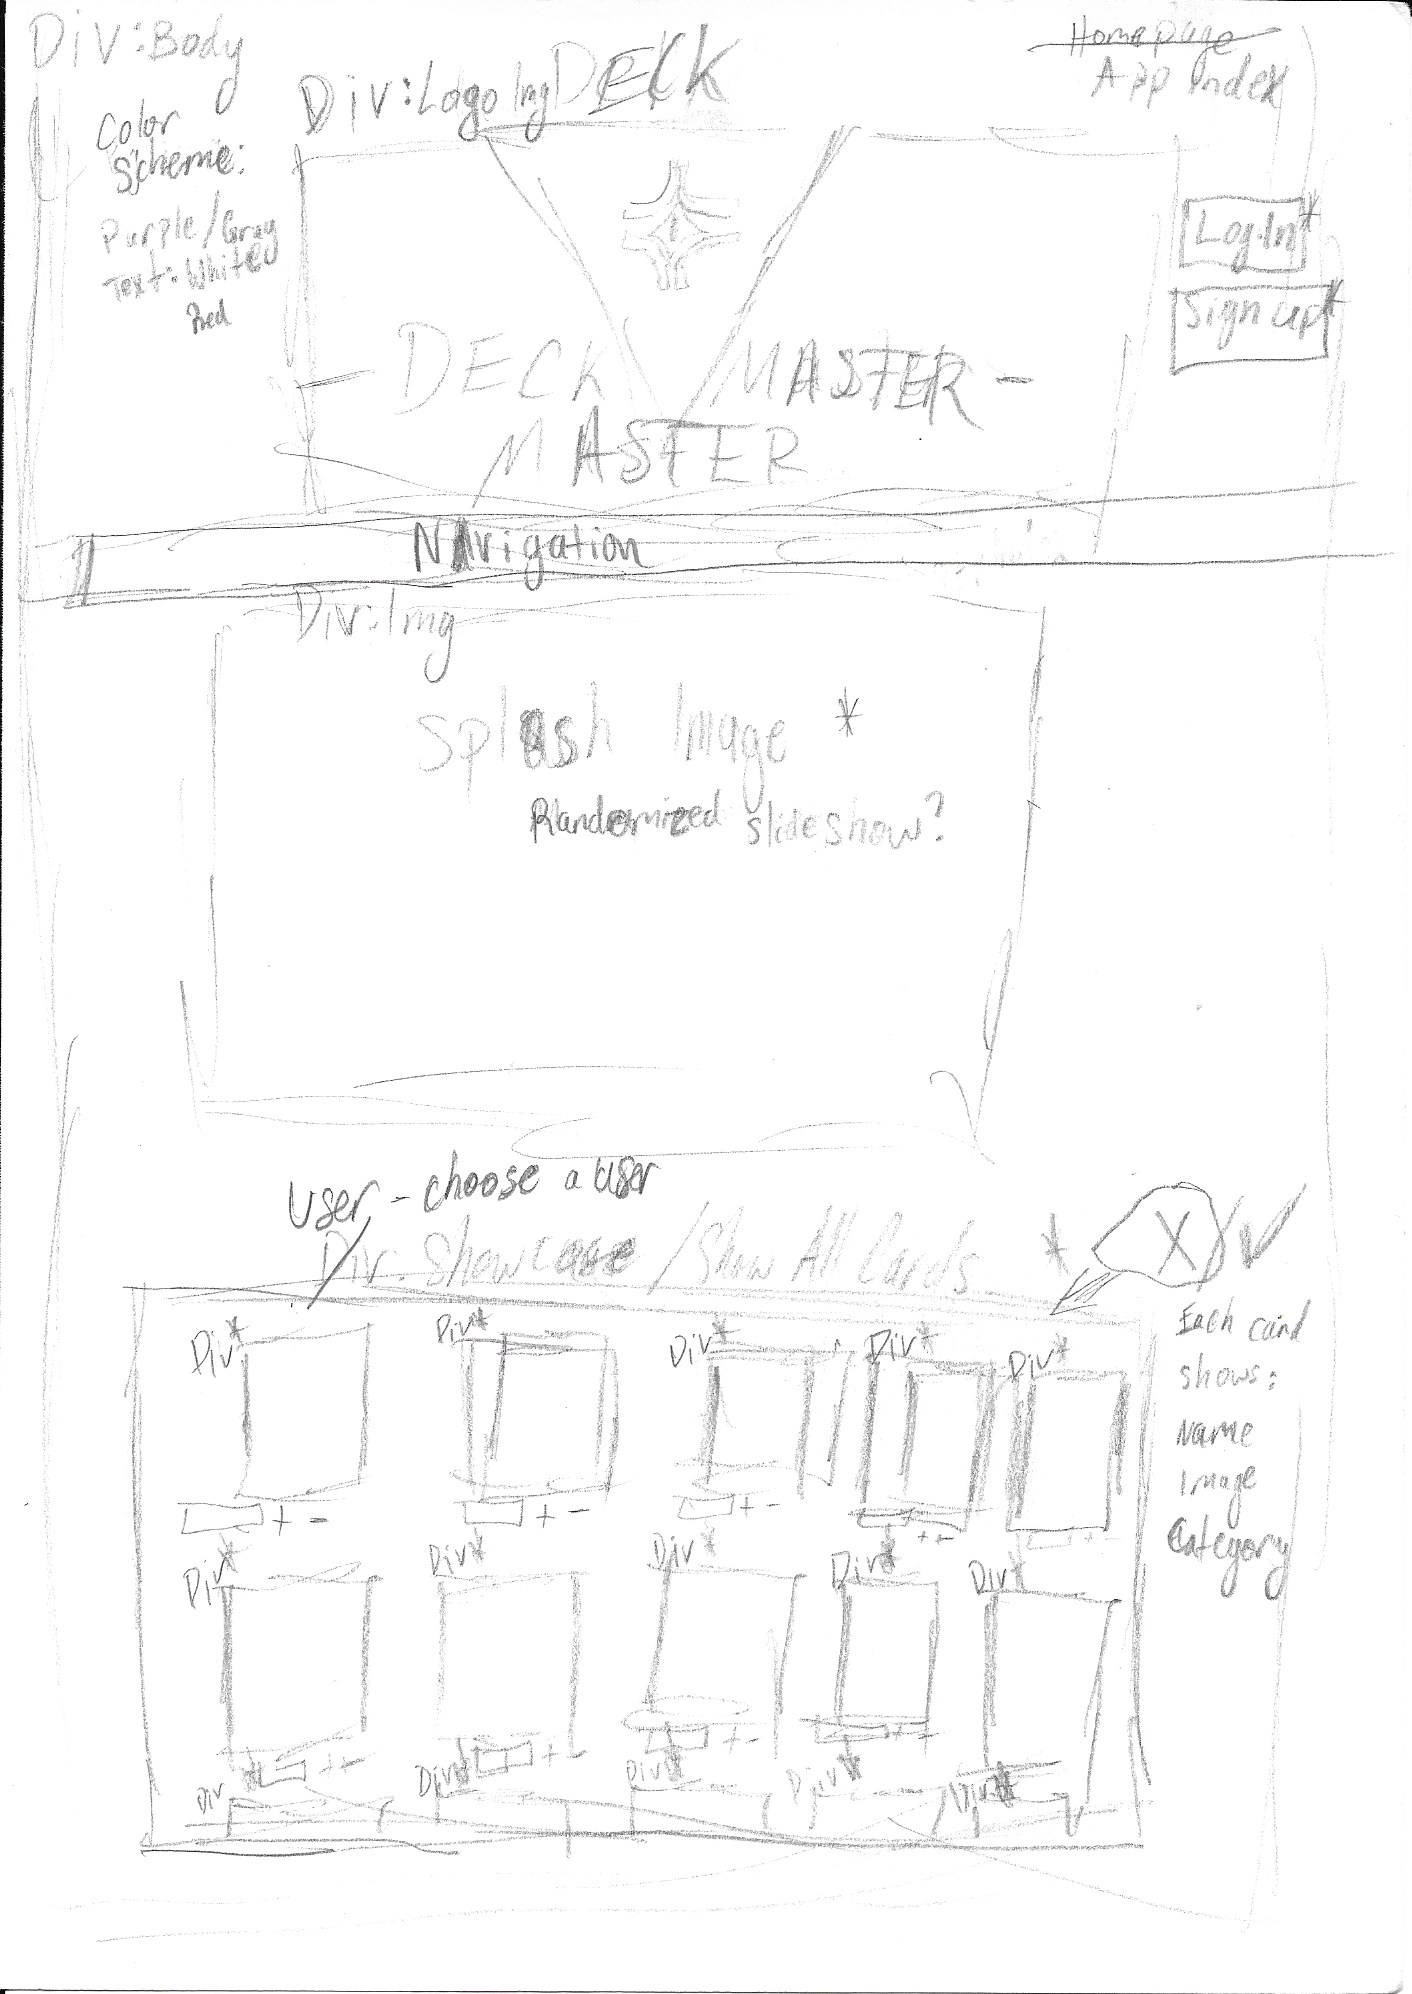 Div:Body
Homepage
App Index
Div:Logo Img DECK
Color
Scheme:
Purple/Gray
Text: White
Red
Log-In*
Sign up*
- DECK MASTER -
MASTER
Navigation
Div:Img
Splash Image *
Randomized slideshow?
User - choose a user
Div: Showcase / Show All Cards * X/✓
Each card
shows:
Name
Image
Category
Div* Div* Div* Div* Div*
+ - + - + - + - + -
Div* Div* Div* Div* Div*
+ - + - + - + - + -
Div* Div* Div* Div* Div*